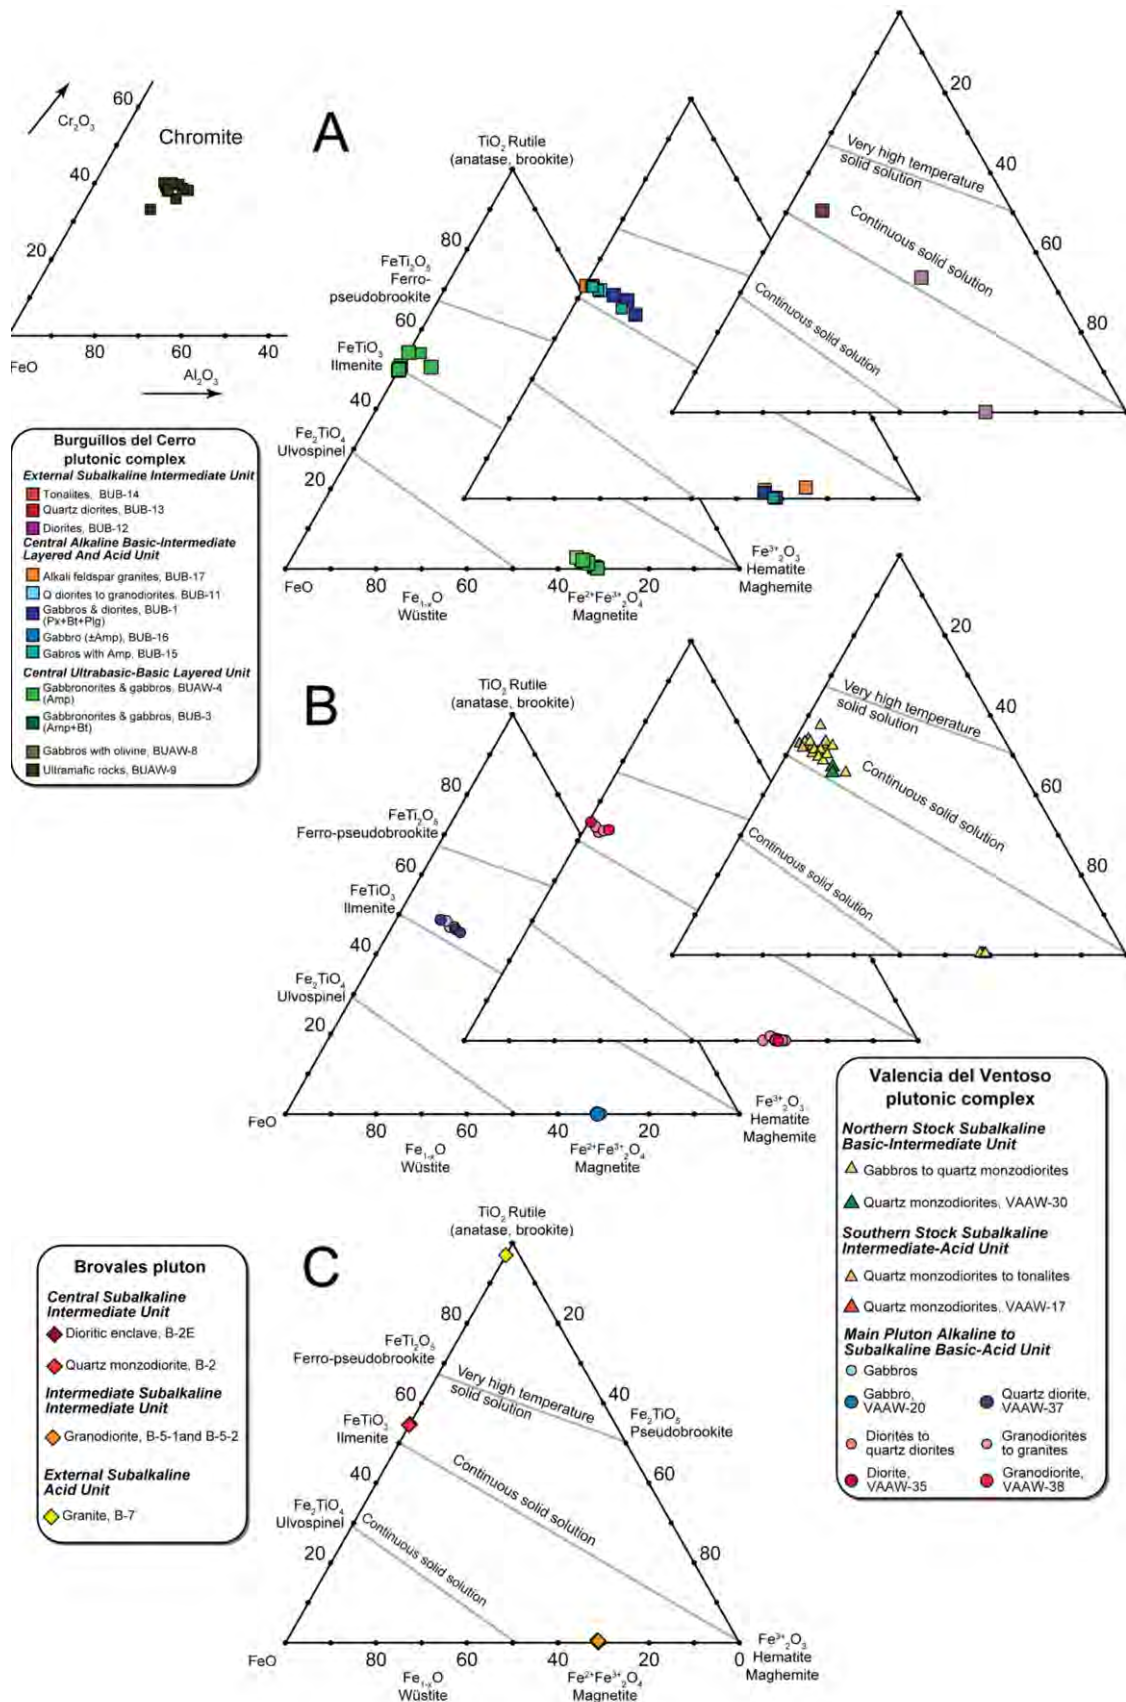 60
Cr2O3
Chromite
40
20
80
60
40
FeO
Al2O3
A
TiO2 Rutile
(anatase, brookite)
80
FeTi2O5
Ferro-
pseudobrookite
60
FeTiO3
Ilmenite
40
Fe2TiO4
Ulvospinel
20
FeO
80
60
40
20
Fe1-xO
Wüstite
Fe2+Fe3+2O4
Magnetite
Fe3+2O3
Hematite
Maghemite
20
Very high temperature
solid solution
40
Continuous solid solution
60
Continuous solid solution
80
Burguillos del Cerro
plutonic complex
External Subalkaline Intermediate Unit
Tonalites, BUB-14
Quartz diorites, BUB-13
Diorites, BUB-12
Central Alkaline Basic-Intermediate
Layered And Acid Unit
Alkali feldspar granites, BUB-17
Q diorites to granodiorites. BUB-11
Gabbros & diorites, BUB-1
(Px+Bt+Plg)
Gabbro (±Amp), BUB-16
Gabros with Amp, BUB-15
Central Ultrabasic-Basic Layered Unit
Gabbronorites & gabbros, BUAW-4
(Amp)
Gabbronorites & gabbros, BUB-3
(Amp+Bt)
Gabbros with olivine, BUAW-8
Ultramafic rocks, BUAW-9
B
TiO2 Rutile
(anatase, brookite)
80
FeTi2O5
Ferro-pseudobrookite
60
FeTiO3
Ilmenite
40
Fe2TiO4
Ulvospinel
20
FeO
80
60
40
20
Fe1-xO
Wüstite
Fe2+Fe3+2O4
Magnetite
Fe3+2O3
Hematite
Maghemite
20
Very high temperature
solid solution
40
Continuous solid solution
60
Continuous solid solution
80
Valencia del Ventoso
plutonic complex
Northern Stock Subalkaline
Basic-Intermediate Unit
Gabbros to quartz monzodiorites
Quartz monzodiorites, VAAW-30
Southern Stock Subalkaline
Intermediate-Acid Unit
Quartz monzodiorites to tonalites
Quartz monzodiorites, VAAW-17
Main Pluton Alkaline to
Subalkaline Basic-Acid Unit
Gabbros
Gabbro,
VAAW-20
Quartz diorite,
VAAW-37
Diorites to
quartz diorites
Granodiorites
to granites
Diorite,
VAAW-35
Granodiorite,
VAAW-38
C
TiO2 Rutile
(anatase, brookite)
80
20
FeTi2O5
Ferro-pseudobrookite
Very high temperature
solid solution
60
40
Fe2TiO5
Pseudobrookite
FeTiO3
Ilmenite
Continuous solid solution
40
60
Fe2TiO4
Ulvospinel
Continuous solid solution
20
80
FeO
80
60
40
20
0
Fe1-xO
Wüstite
Fe2+Fe3+2O4
Magnetite
Fe3+2O3
Hematite
Maghemite
Brovales pluton
Central Subalkaline
Intermediate Unit
Dioritic enclave, B-2E
Quartz monzodiorite, B-2
Intermediate Subalkaline
Intermediate Unit
Granodiorite, B-5-1and B-5-2
External Subalkaline
Acid Unit
Granite, B-7